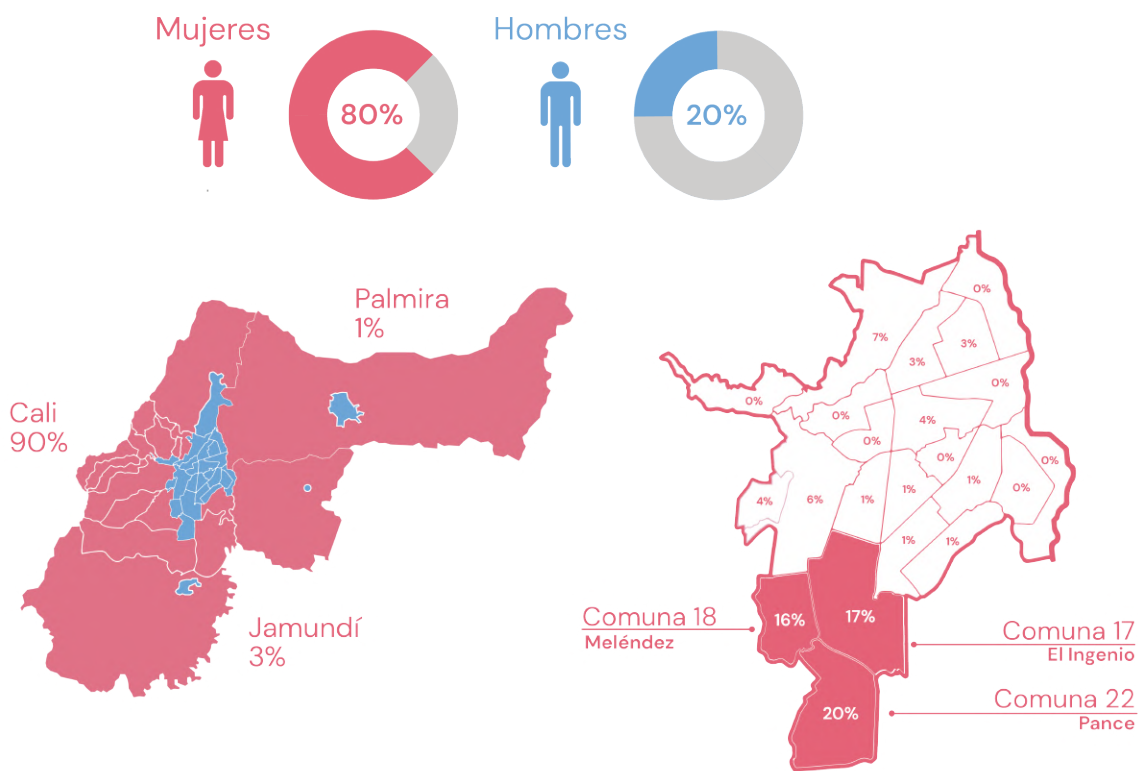 Mujeres
80%
Hombres
20%
Palmira
1%
Cali
90%
Jamundí
3%
0%
7%
3%
3%
0%
0%
0%
4%
0%
0%
0%
1%
0%
4%
6%
1%
1%
1%
1%
Comuna 18
Meléndez
16%
17%
Comuna 17
El Ingenio
20%
Comuna 22
Pance